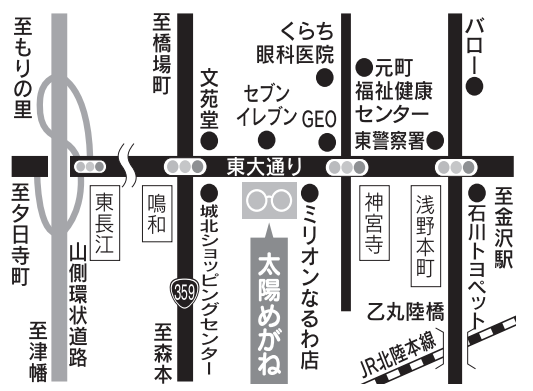 至もりの里
至橋場町
くらち
眼科医院
バロー
元町
福祉健康
センター
文苑堂
セブン
イレブン
GEO
東警察署
東大通り
至夕日寺町
東長江
鳴和
城北ショッピングセンター
ミリオンなるわ店
神宮寺
浅野本町
石川トヨペット
至金沢駅
山側環状道路
359
太陽めがね
乙丸陸橋
JR北陸本線
至津幡
至森本